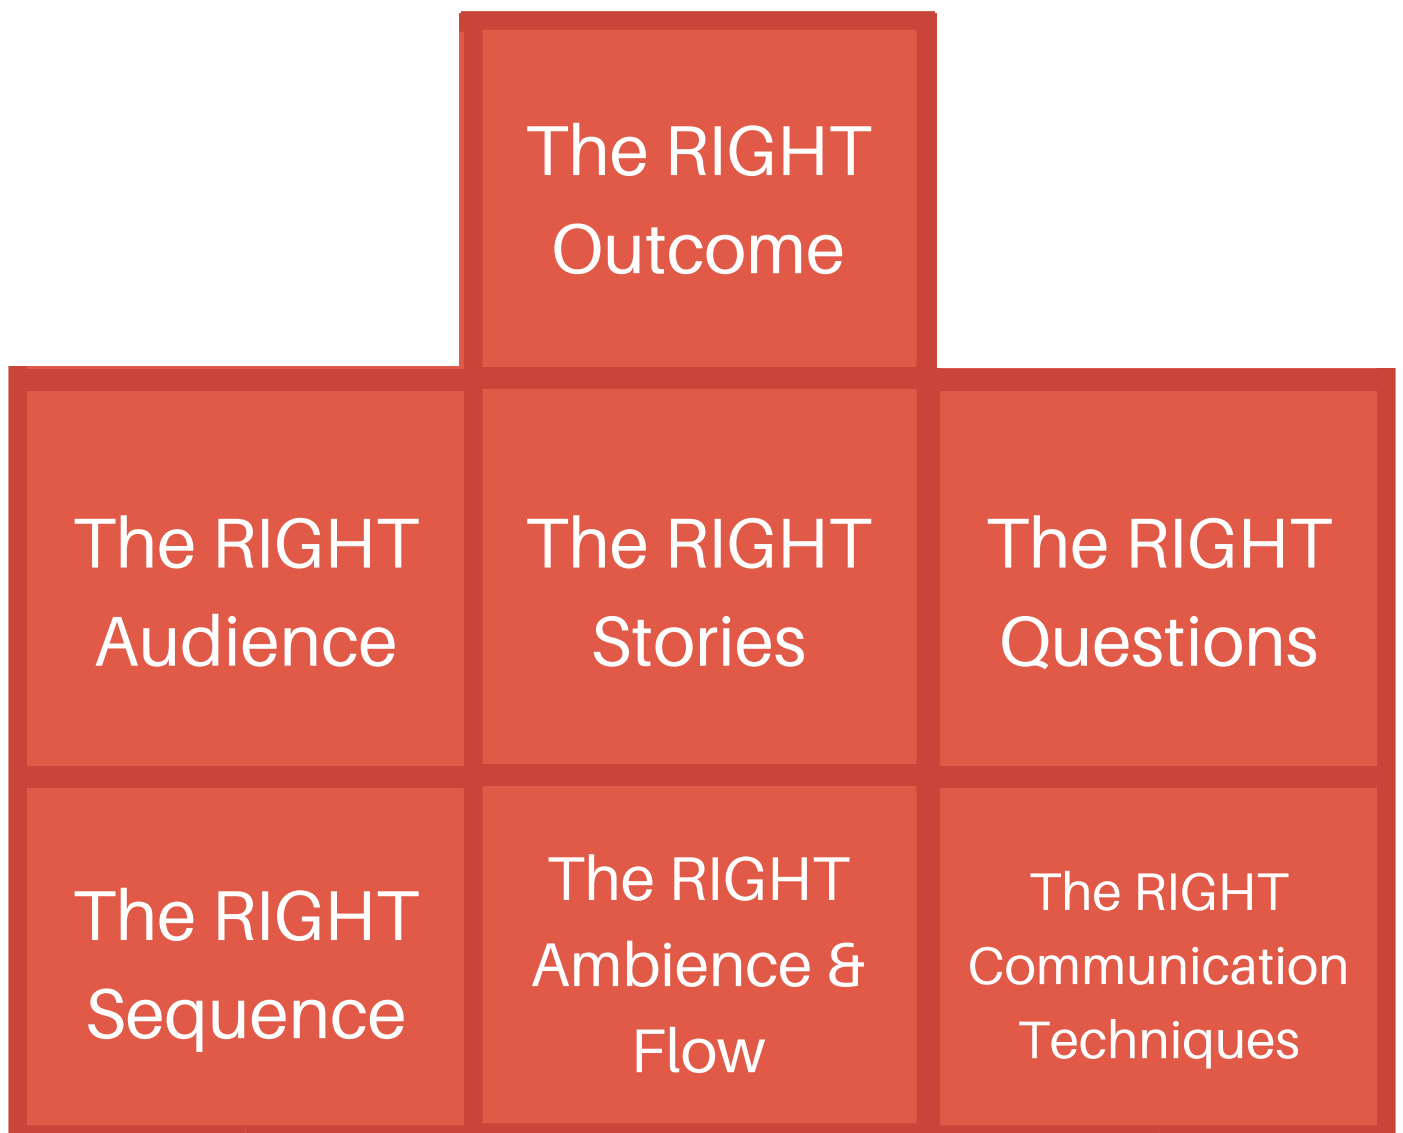 The RIGHT
Outcome
The RIGHT
Audience
The RIGHT
Stories
The RIGHT
Questions
The RIGHT
Sequence
The RIGHT
Ambience &
Flow
The RIGHT
Communication
Techniques